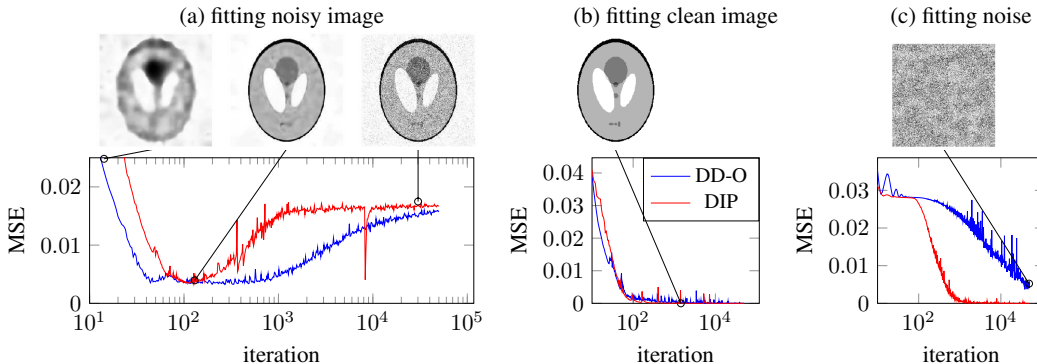 (a) fitting noisy image
(b) fitting clean image
(c) fitting noise
MSE
0.02
0.01
0
10^1
10^2
10^3
10^4
10^5
iteration
MSE
0.04
0.03
0.02
0.01
0
10^2
10^4
iteration
DD-O
DIP
MSE
0.03
0.02
0.01
0
10^2
10^4
iteration